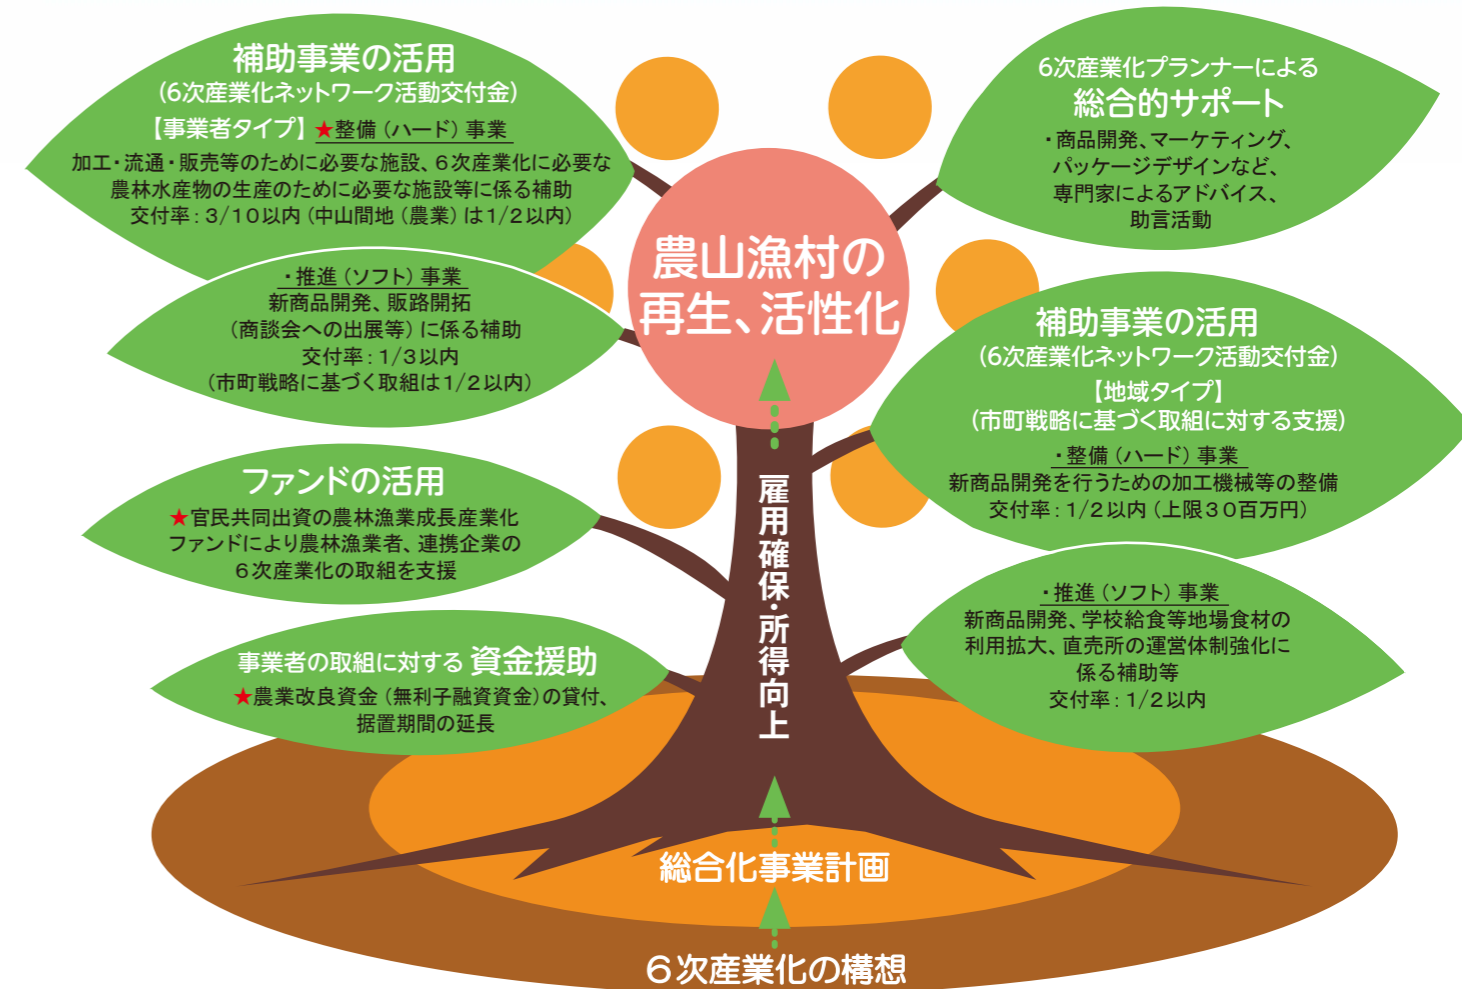 補助事業の活用
(6次産業化ネットワーク活動交付金)
【事業者タイプ】 ★整備(ハード)事業
加工・流通・販売等のために必要な施設、6次産業化に必要な
農林水産物の生産のために必要な施設等に係る補助
交付率:3/10以内(中山間地(農業)は1/2以内)
・推進(ソフト)事業
新商品開発、販路開拓
(商談会への出展等)に係る補助
交付率:1/3以内
(市町戦略に基づく取組は1/2以内)
ファンドの活用
★官民共同出資の農林漁業成長産業化
ファンドにより農林漁業者、連携企業の
6次産業化の取組を支援
事業者の取組に対する 資金援助
★農業改良資金(無利子融資資金)の貸付、
据置期間の延長
6次産業化プランナーによる
総合的サポート
・商品開発、マーケティング、
パッケージデザインなど、
専門家によるアドバイス、
助言活動
補助事業の活用
(6次産業化ネットワーク活動交付金)
【地域タイプ】
(市町戦略に基づく取組に対する支援)
・整備(ハード)事業
新商品開発を行うための加工機械等の整備
交付率:1/2以内(上限30百万円)
・推進(ソフト)事業
新商品開発、学校給食等地場食材の
利用拡大、直売所の運営体制強化に
係る補助等
交付率:1/2以内
農山漁村の
再生、活性化
雇用確保・所得向上
総合化事業計画
6次産業化の構想